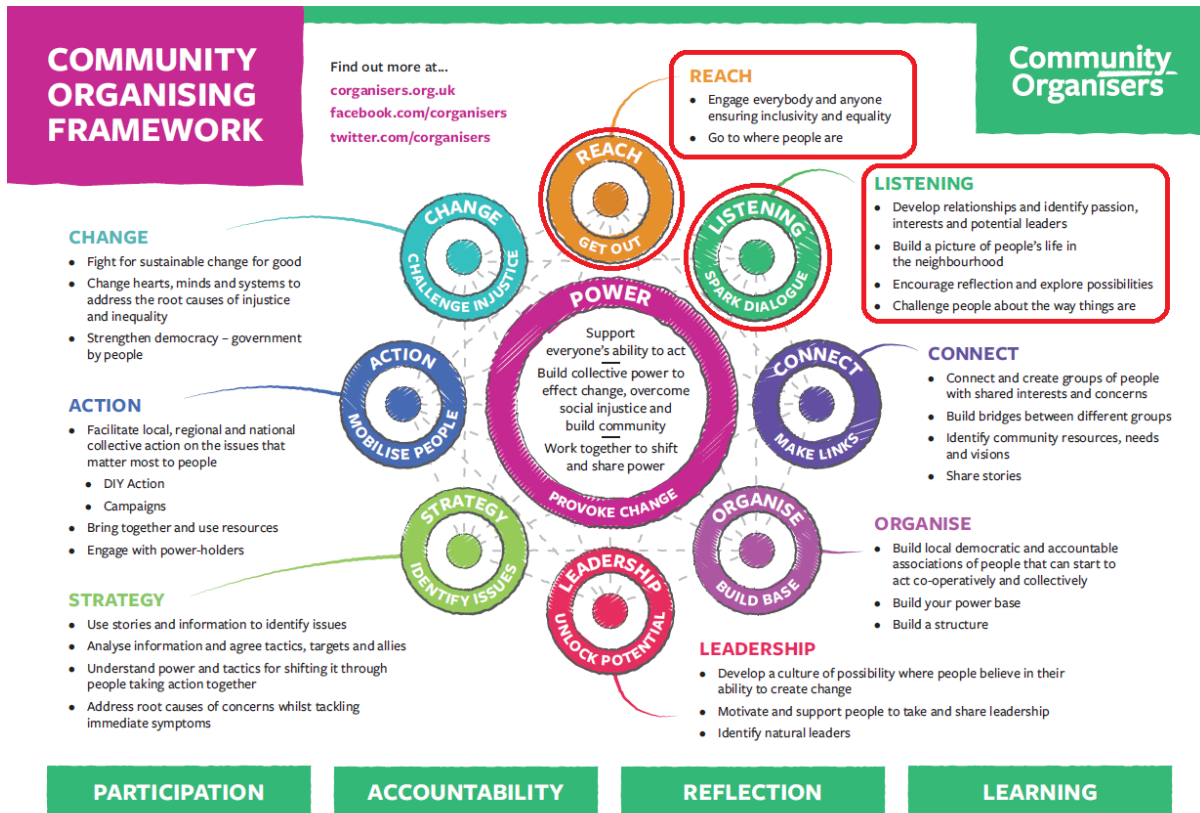 COMMUNITY
ORGANISING
FRAMEWORK
Find out more at...
corganisers.org.uk
facebook.com/corganisers
twitter.com/corganisers
Community
Organisers
REACH
• Engage everybody and anyone
ensuring inclusivity and equality
• Go to where people are
REACH
GET OUT
LISTENING
• Develop relationships and identify passion,
interests and potential leaders
• Build a picture of people's life in
the neighbourhood
• Encourage reflection and explore possibilities
• Challenge people about the way things are
LISTENING
SPARK DIALOGUE
CONNECT
• Connect and create groups of people
with shared interests and concerns
• Build bridges between different groups
• Identify community resources, needs
and visions
• Share stories
CONNECT
MAKE LINKS
ORGANISE
• Build local democratic and accountable
associations of people that can start to
act co-operatively and collectively
• Build your power base
• Build a structure
ORGANISE
BUILD BASE
LEADERSHIP
• Develop a culture of possibility where people believe in their
ability to create change
• Motivate and support people to take and share leadership
• Identify natural leaders
LEADERSHIP
UNLOCK POTENTIAL
STRATEGY
• Use stories and information to identify issues
• Analyse information and agree tactics, targets and allies
• Understand power and tactics for shifting it through
people taking action together
• Address root causes of concerns whilst tackling
immediate symptoms
STRATEGY
IDENTIFY ISSUES
ACTION
• Facilitate local, regional and national
collective action on the issues that
matter most to people
• DIY Action
• Campaigns
• Bring together and use resources
• Engage with power-holders
ACTION
MOBILISE PEOPLE
CHANGE
• Fight for sustainable change for good
• Change hearts, minds and systems to
address the root causes of injustice
and inequality
• Strengthen democracy – government
by people
CHANGE
CHALLENGE INJUSTICE
POWER
Support
everyone's ability to act
Build collective power to
effect change, overcome
social injustice and
build community
Work together to shift
and share power
PROVOKE CHANGE
PARTICIPATION
ACCOUNTABILITY
REFLECTION
LEARNING